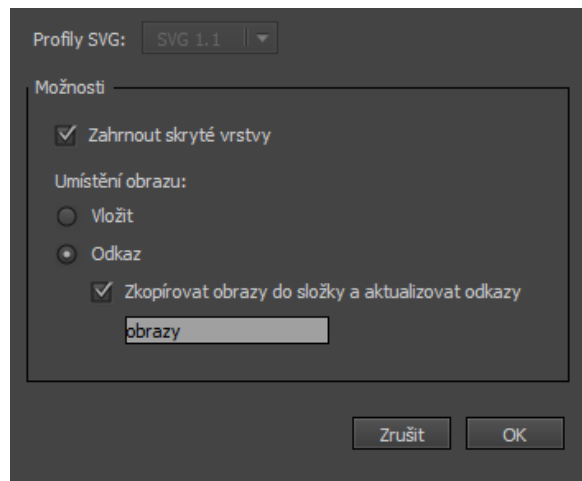 Profily SVG: SVG 1.1
Možnosti
Zahrnout skryté vrstvy
Umístění obrazu:
Vložit
Odkaz
Zkopírovat obrazy do složky a aktualizovat odkazy
obrazy
Zrušit OK